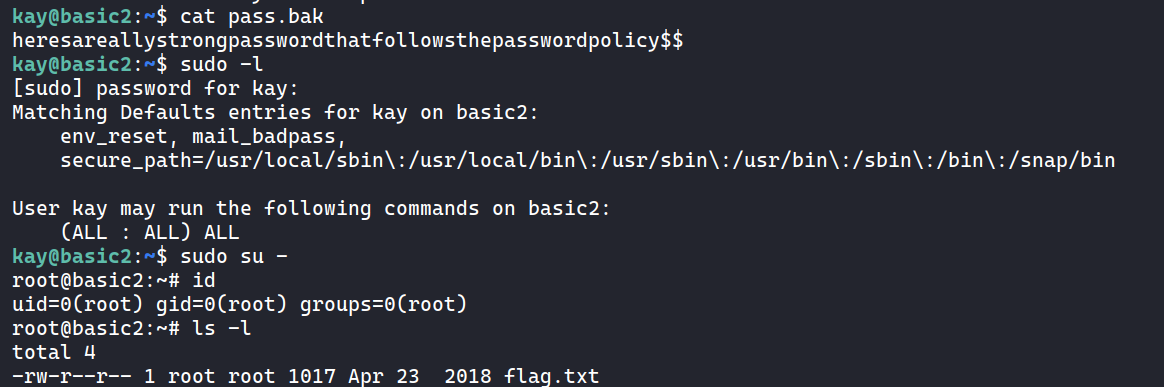 kay@basic2:~$ cat pass.bak
heresareallystrongpasswordthatfollowsthepasswordpolicy$$
kay@basic2:~$ sudo -l
[sudo] password for kay:
Matching Defaults entries for kay on basic2:
    env_reset, mail_badpass,
    secure_path=/usr/local/sbin\:/usr/local/bin\:/usr/sbin\:/usr/bin\:/sbin\:/bin\:/snap/bin

User kay may run the following commands on basic2:
    (ALL : ALL) ALL
kay@basic2:~$ sudo su -
root@basic2:~# id
uid=0(root) gid=0(root) groups=0(root)
root@basic2:~# ls -l
total 4
-rw-r--r-- 1 root root 1017 Apr 23  2018 flag.txt